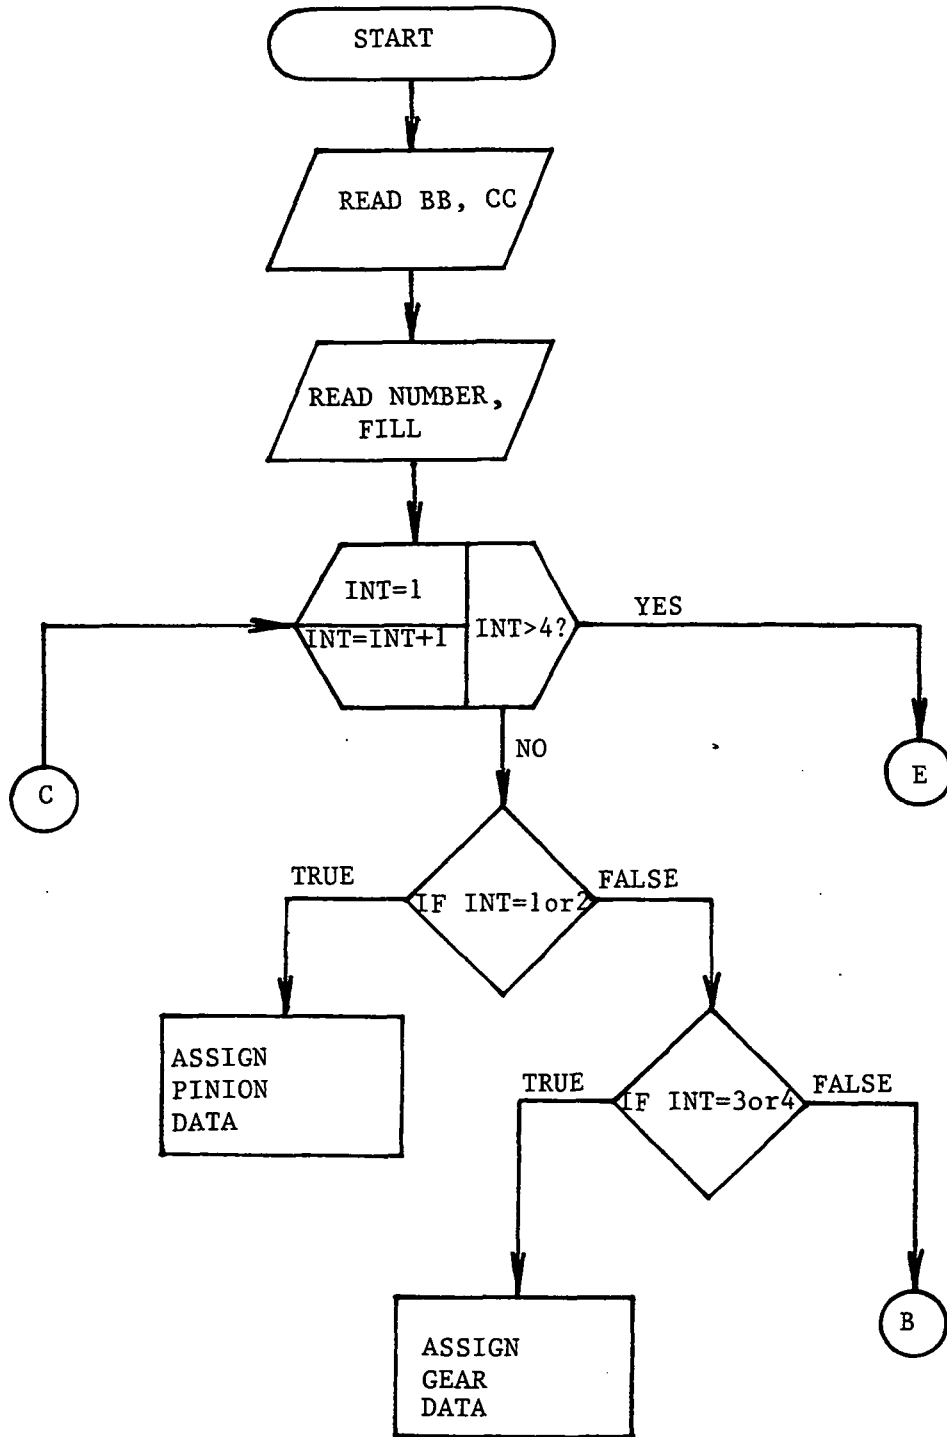 START
READ BB, CC
READ NUMBER,
FILL
INT=1
INT=INT+1
INT>4?
YES
NO
C
E
TRUE
IF INT=1or2
FALSE
ASSIGN
PINION
DATA
TRUE
IF INT=3or4
FALSE
B
ASSIGN
GEAR
DATA